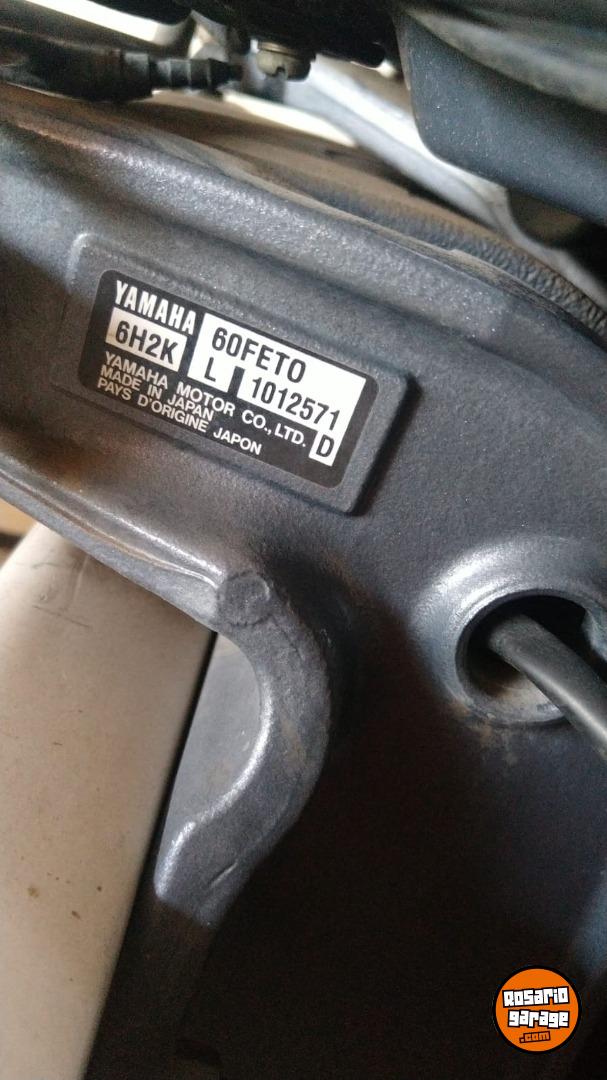 YAMAHA
6H2K
60FETO
L 1012571
YAMAHA MOTOR CO., LTD.
MADE IN JAPAN
PAYS D'ORIGINE JAPON
D
Rosario
garage
.com